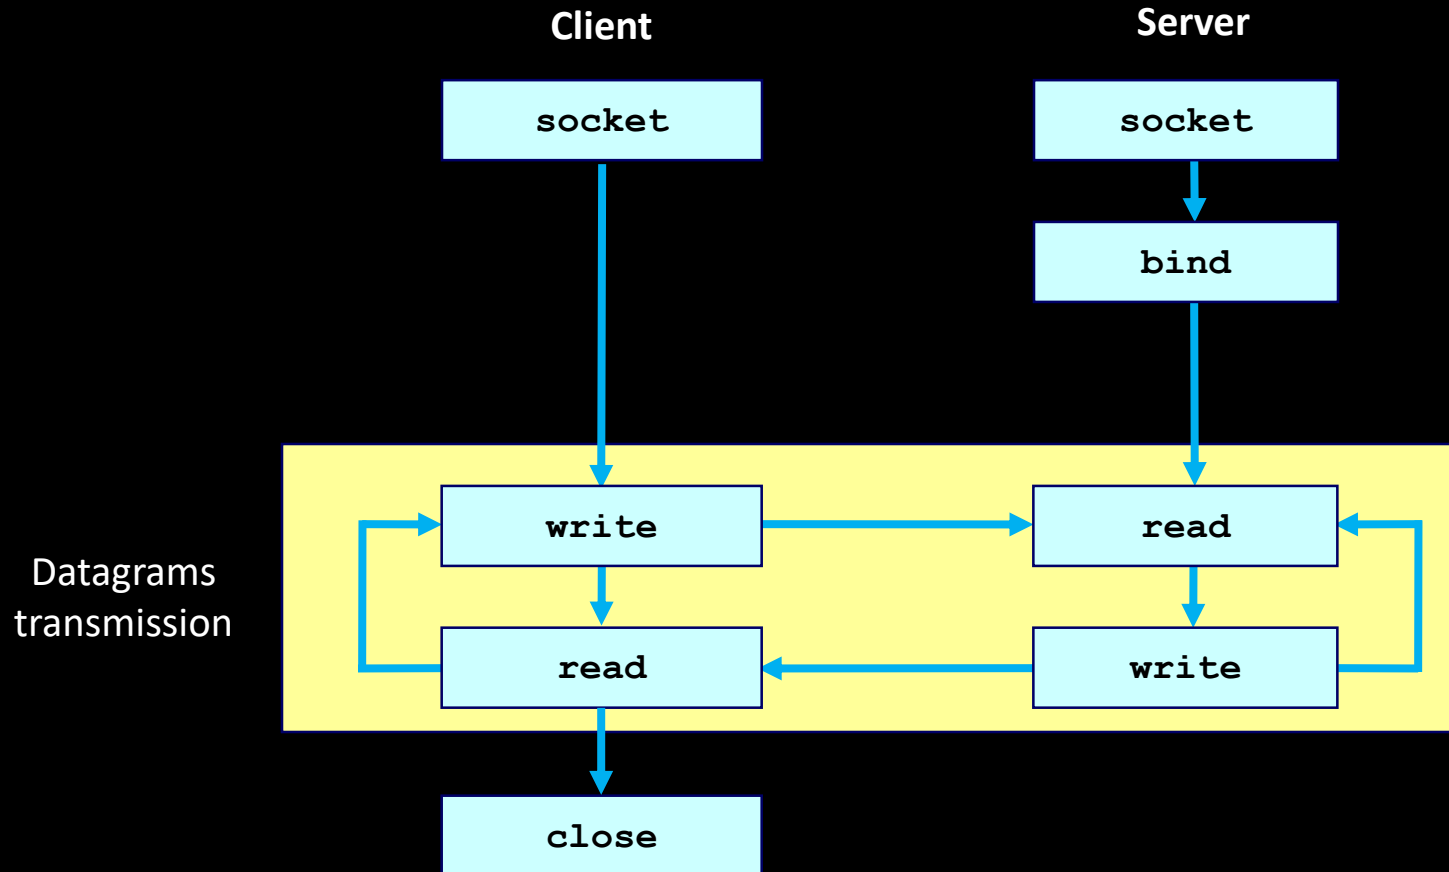 Client
Server
socket
socket
bind
write
read
Datagrams
transmission
read
write
close